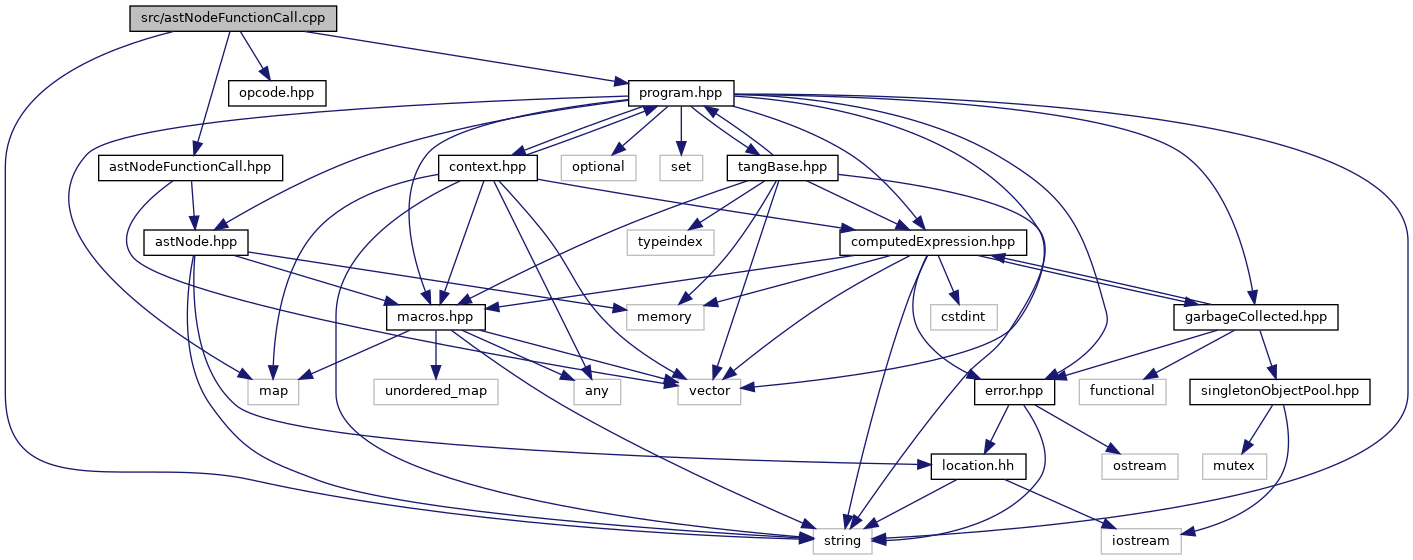 src/astNodeFunctionCall.cpp
opcode.hpp
program.hpp
astNodeFunctionCall.hpp
context.hpp
optional
set
tangBase.hpp
astNode.hpp
typeindex
computedExpression.hpp
macros.hpp
memory
cstdint
garbageCollected.hpp
map
unordered_map
any
vector
error.hpp
functional
singletonObjectPool.hpp
location.hh
ostream
mutex
string
iostream